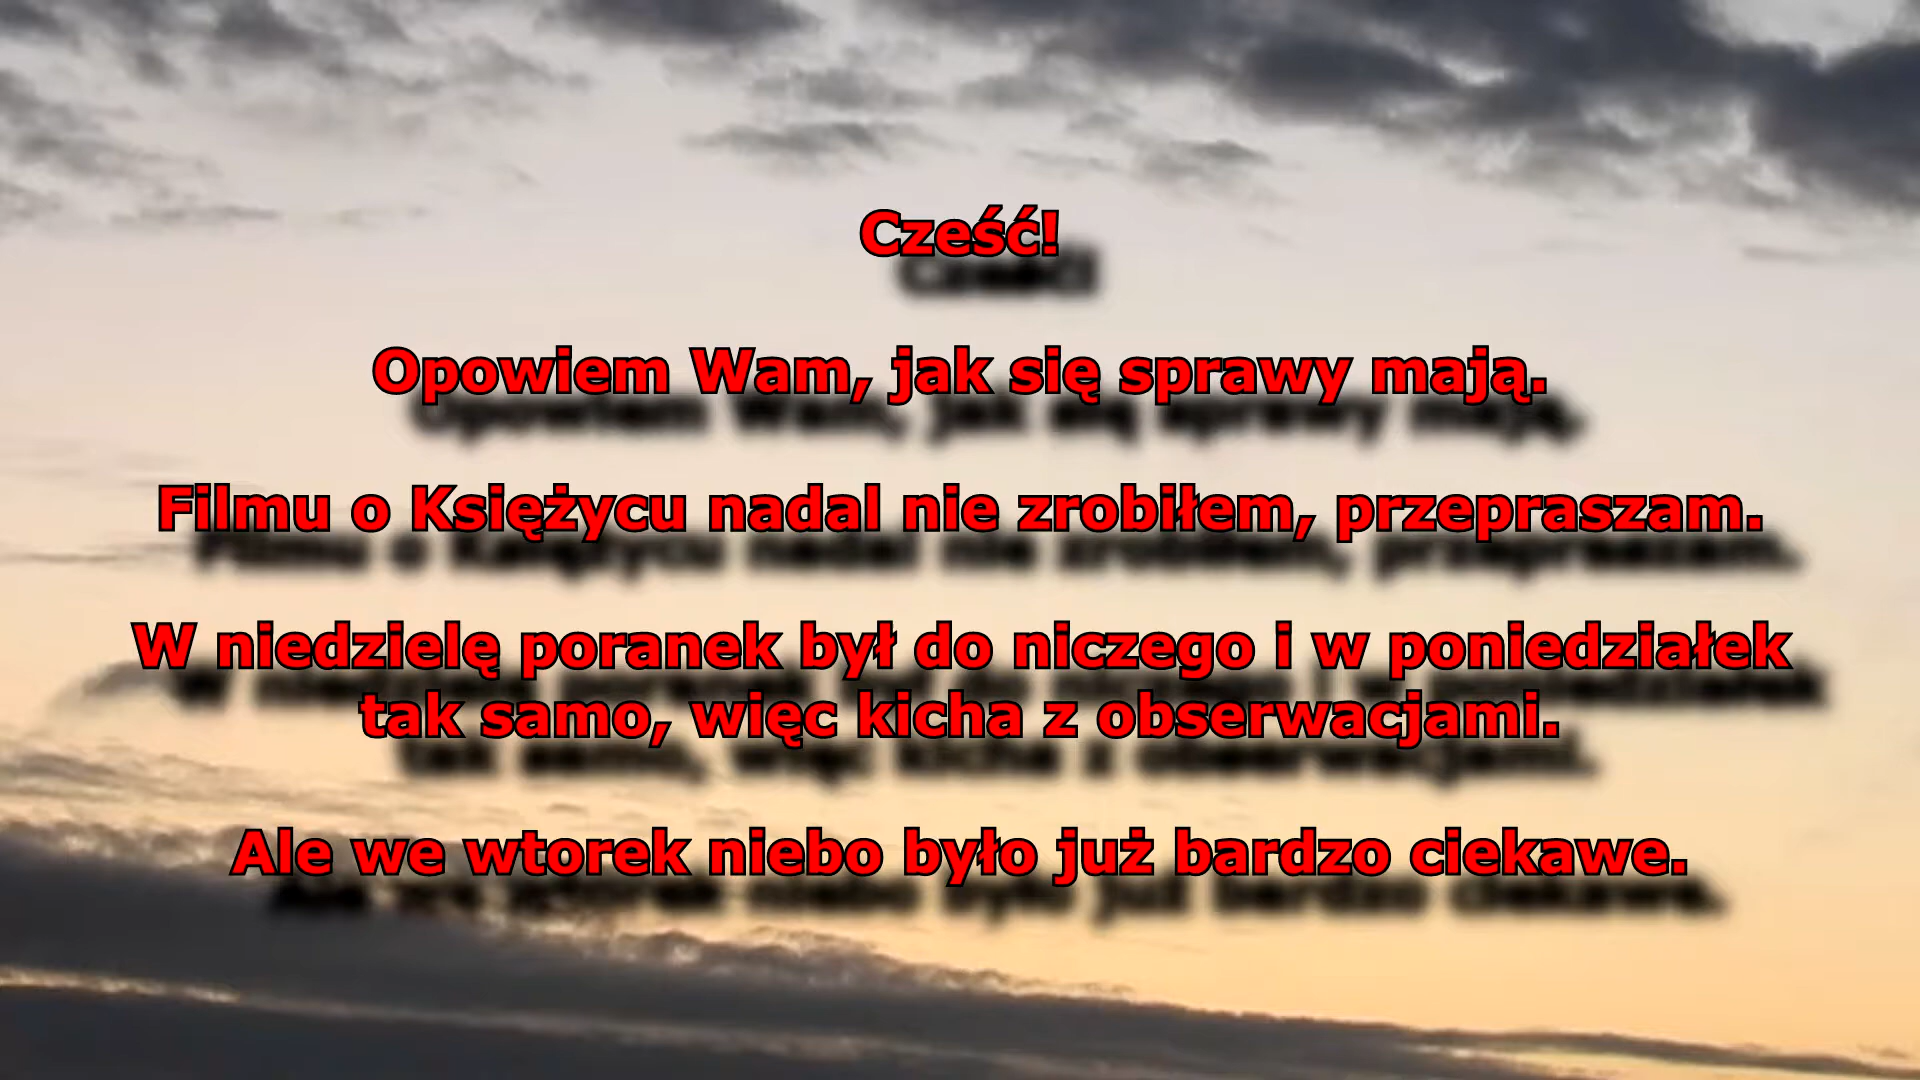 Cześć!
Opowiem Wam, jak się sprawy mają.
Filmu o Księżycu nadal nie zrobiłem, przepraszam.
W niedzielę poranek był do niczego i w poniedziałek
tak samo, więc kicha z obserwacjami.
Ale we wtorek niebo było już bardzo ciekawe.